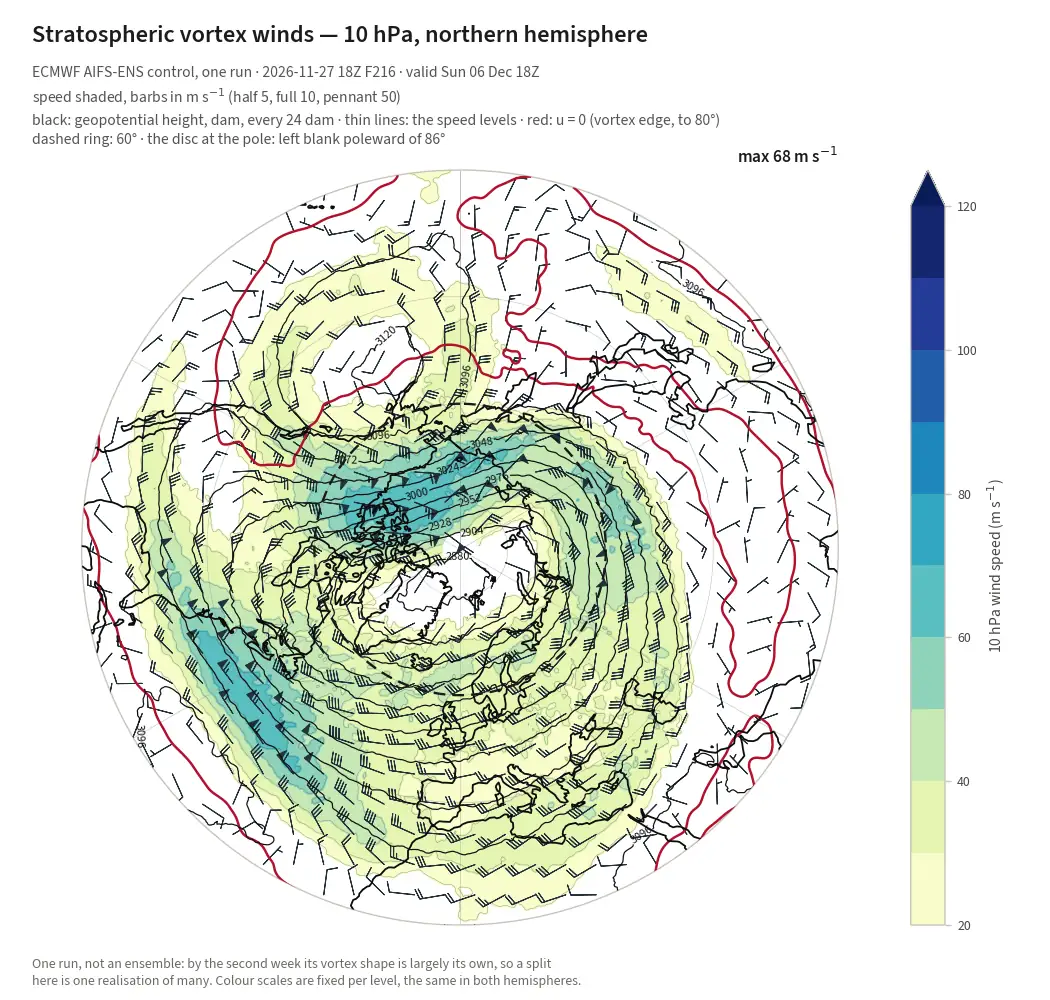 Stratospheric vortex winds — 10 hPa, northern hemisphere
ECMWF AIFS-ENS control, one run · 2026-11-27 18Z F216 · valid Sun 06 Dec 18Z
speed shaded, barbs in m s⁻¹ (half 5, full 10, pennant 50)
black: geopotential height, dam, every 24 dam · thin lines: the speed levels · red: u = 0 (vortex edge, to 80°)
dashed ring: 60° · the disc at the pole: left blank poleward of 86°
max 68 m s⁻¹
120
100
80
60
40
20
10 hPa wind speed (m s⁻¹)
3096
3120
3096
3096
3048
3072
3024
3000
2952
2928
2904
2880
3096
3096
One run, not an ensemble: by the second week its vortex shape is largely its own, so a split
here is one realisation of many. Colour scales are fixed per level, the same in both hemispheres.